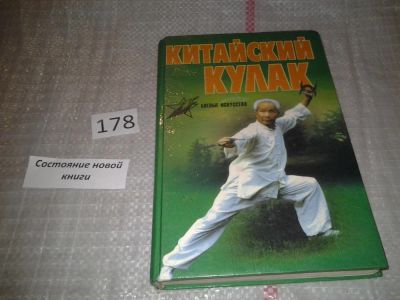 КИТАЙСКИЙ
КУЛАК
БОЕВЫЕ ИСКУССТВА
178
Состояние новой
книги